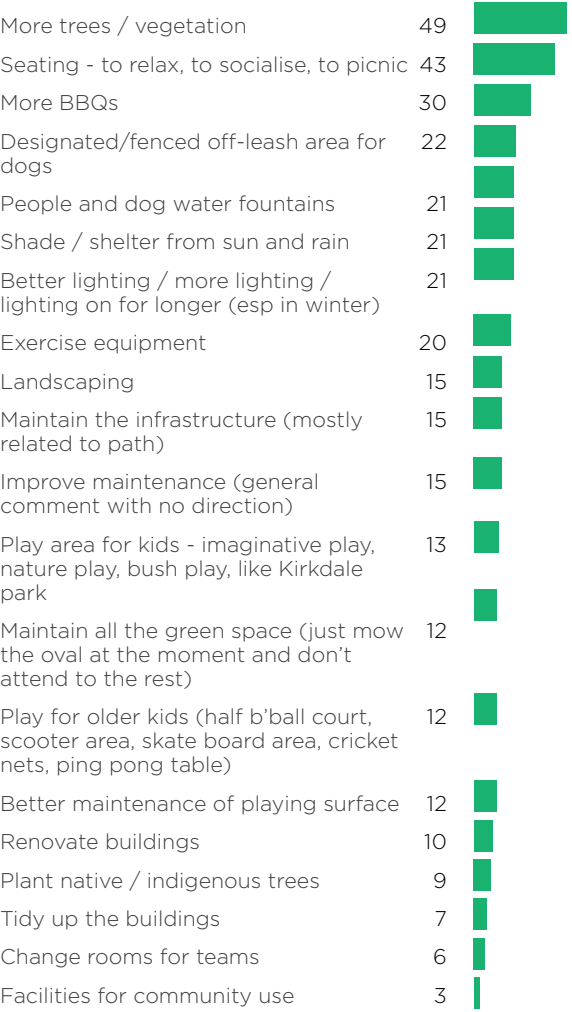 More trees / vegetation 49
Seating - to relax, to socialise, to picnic 43
More BBQs 30
Designated/fenced off-leash area for 22
dogs
People and dog water fountains 21
Shade / shelter from sun and rain 21
Better lighting / more lighting / 21
lighting on for longer (esp in winter)
Exercise equipment 20
Landscaping 15
Maintain the infrastructure (mostly 15
related to path)
Improve maintenance (general 15
comment with no direction)
Play area for kids - imaginative play, 13
nature play, bush play, like Kirkdale
park
Maintain all the green space (just mow 12
the oval at the moment and don’t
attend to the rest)
Play for older kids (half b’ball court, 12
scooter area, skate board area, cricket
nets, ping pong table)
Better maintenance of playing surface 12
Renovate buildings 10
Plant native / indigenous trees 9
Tidy up the buildings 7
Change rooms for teams 6
Facilities for community use 3